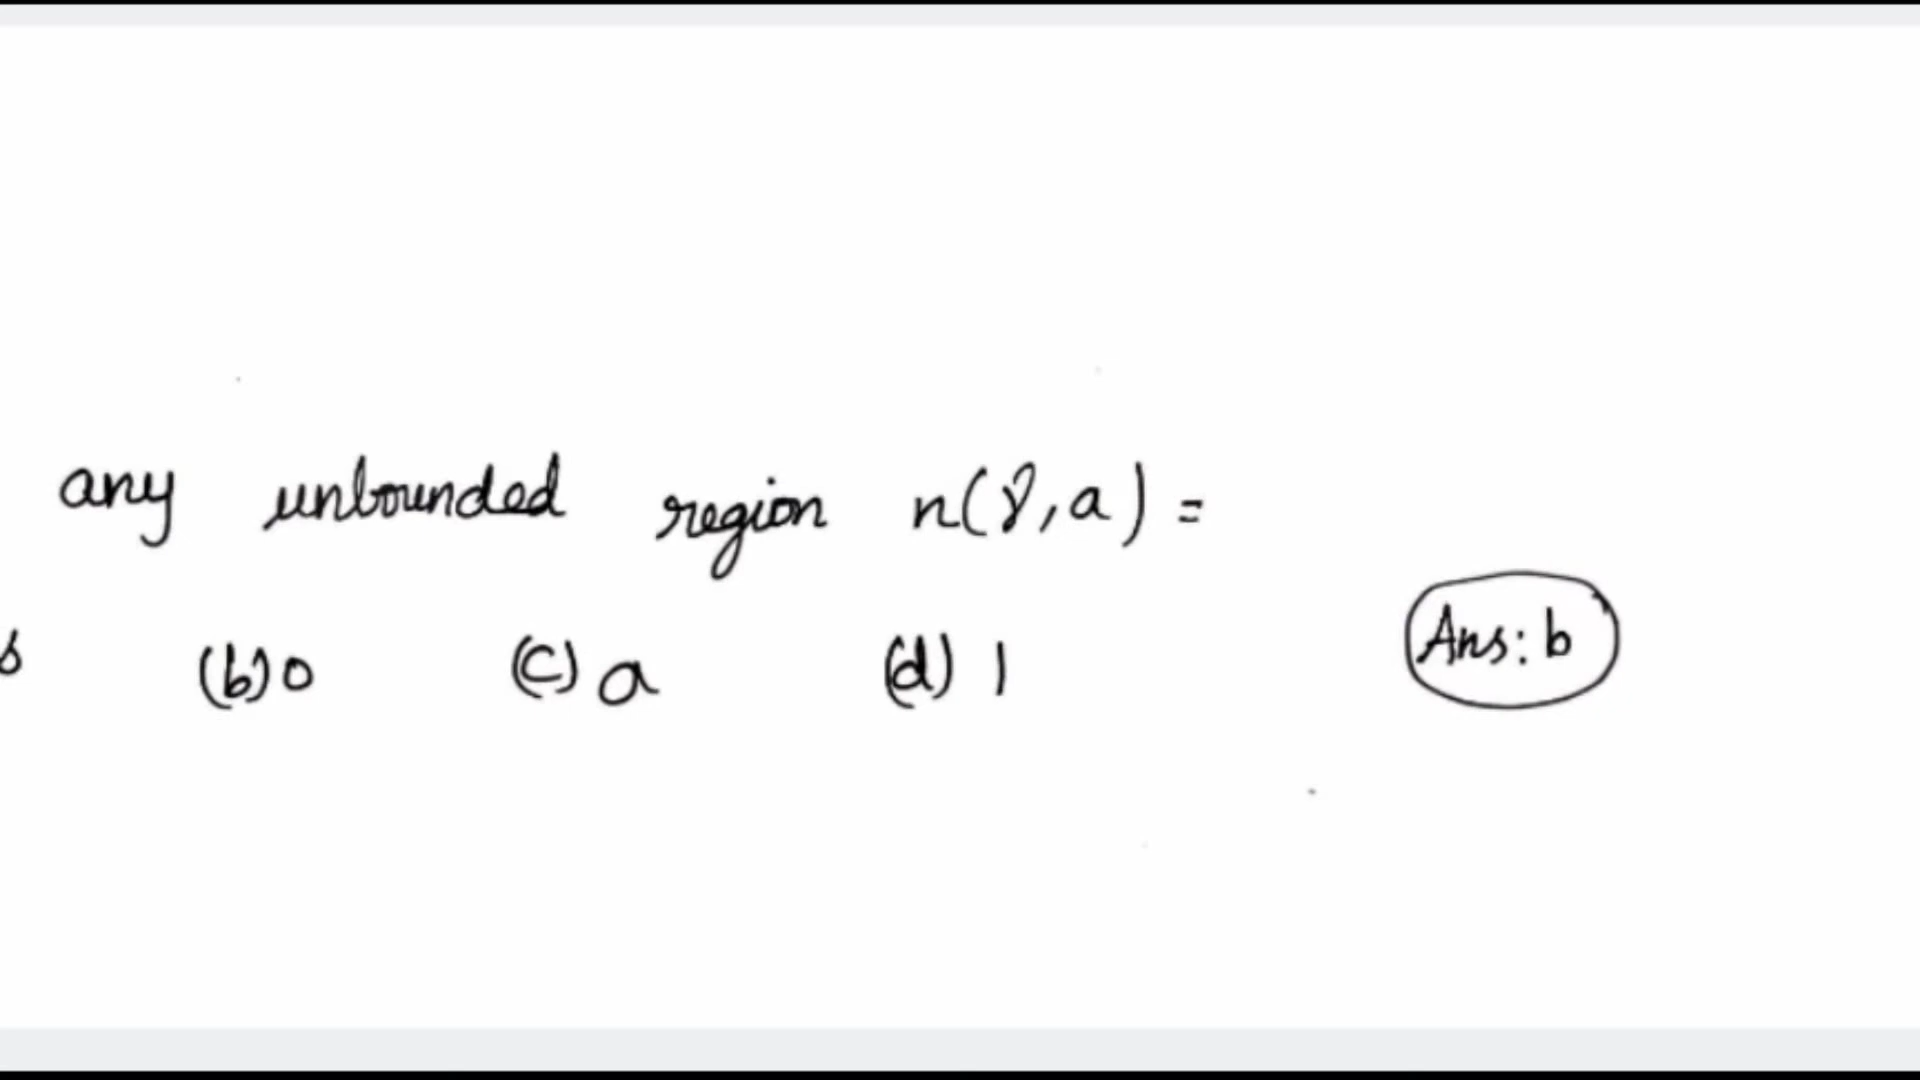 any unbounded region n(γ,a) =
(b) 0 (c) a (d) 1
Ans: b